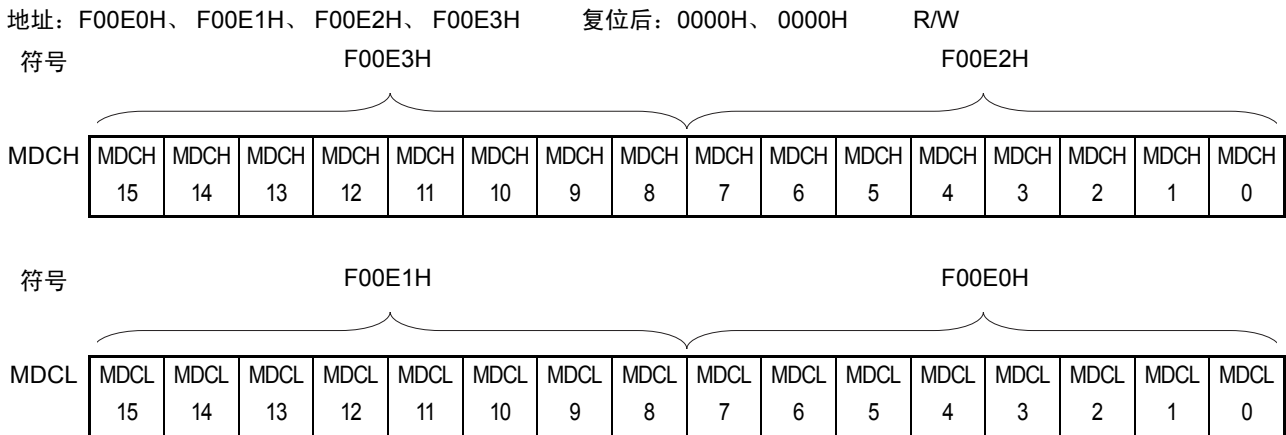 地址：F00E0H、 F00E1H、 F00E2H、 F00E3H 复位后：0000H、 0000H R/W
符号 F00E3H F00E2H
MDCH MDCH MDCH MDCH MDCH MDCH MDCH MDCH MDCH MDCH MDCH MDCH MDCH MDCH MDCH MDCH MDCH
15 14 13 12 11 10 9 8 7 6 5 4 3 2 1 0
符号 F00E1H F00E0H
MDCL MDCL MDCL MDCL MDCL MDCL MDCL MDCL MDCL MDCL MDCL MDCL MDCL MDCL MDCL MDCL MDCL
15 14 13 12 11 10 9 8 7 6 5 4 3 2 1 0